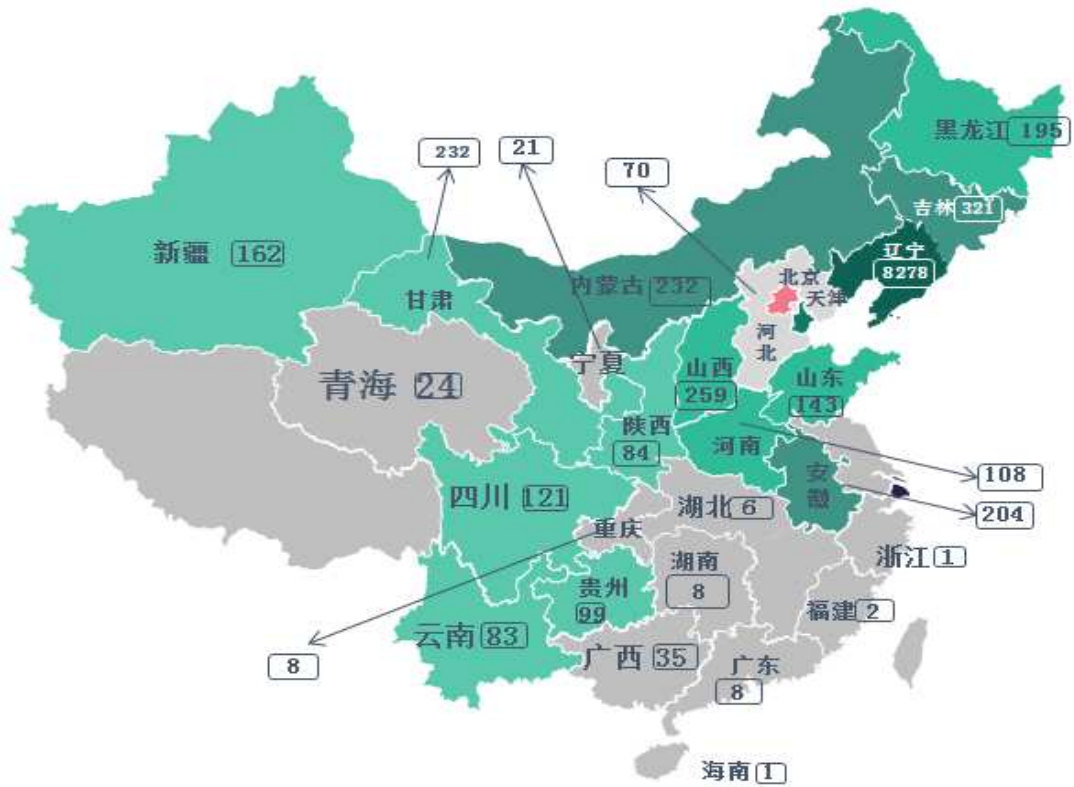 黑龙江 195
232
21
70
吉林 321
辽宁
8278
新疆 162
北京
内蒙古 232
天津
甘肃
河
北
宁夏
山西
259
山东
143
青海 24
陕西
84
河南
安
徽
108
四川 121
湖北 6
204
重庆
浙江 1
湖南
8
贵州
99
福建 2
云南 83
广西 35
广东
8
8
海南 1